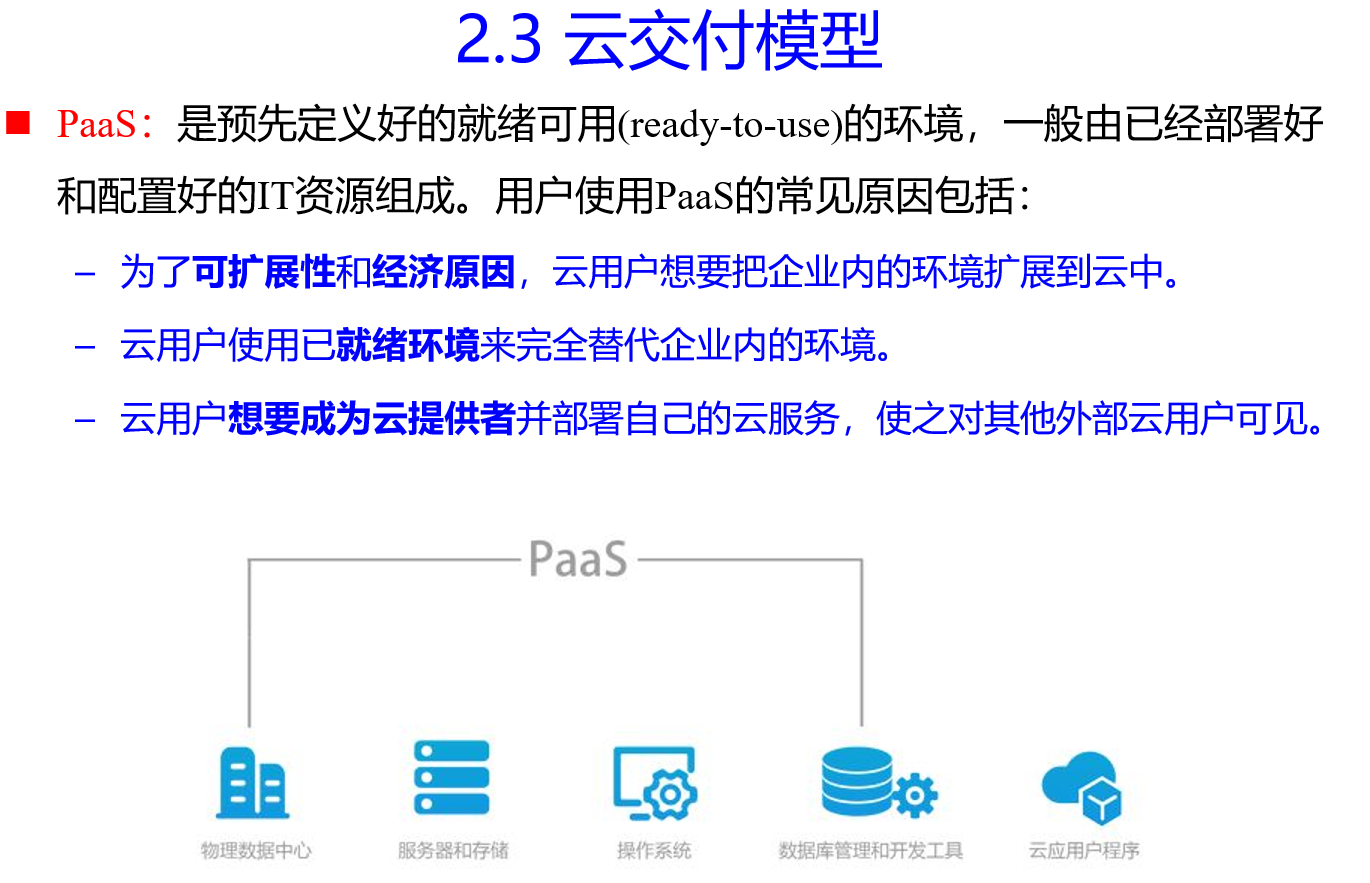 2.3 云交付模型
■ PaaS：是预先定义好的就绪可用(ready-to-use)的环境，一般由已经部署好
和配置好的IT资源组成。用户使用PaaS的常见原因包括：
– 为了可扩展性和经济原因，云用户想要把企业内的环境扩展到云中。
– 云用户使用已就绪环境来完全替代企业内的环境。
– 云用户想要成为云提供者并部署自己的云服务，使之对其他外部云用户可见。
PaaS
物理数据中心
服务器和存储
操作系统
数据库管理和开发工具
云应用户程序